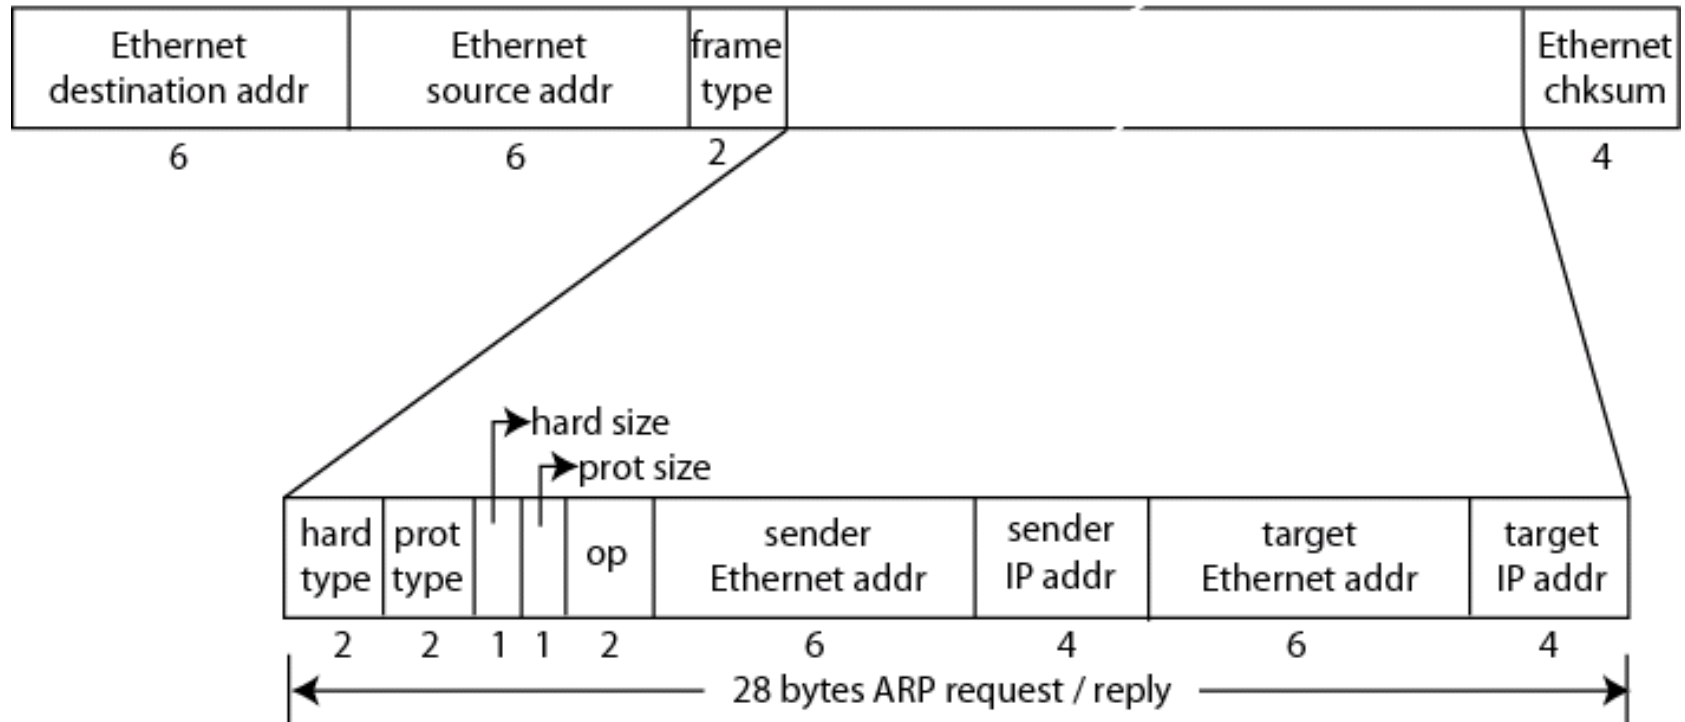 Ethernet
destination addr
Ethernet
source addr
frame
type
Ethernet
chksum
6
6
2
4
hard size
prot size
hard
type
prot
type
op
sender
Ethernet addr
sender
IP addr
target
Ethernet addr
target
IP addr
2
2
1
1
2
6
4
6
4
28 bytes ARP request / reply